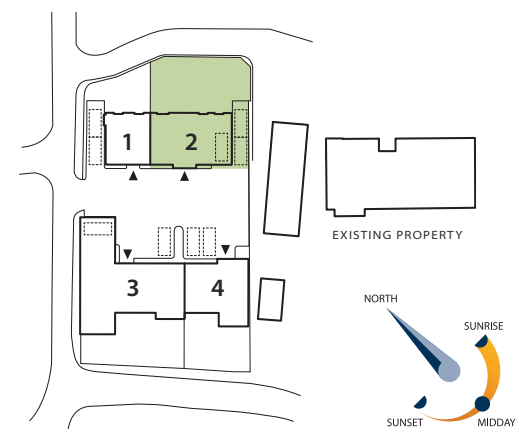 1
2
EXISTING PROPERTY
3
4
NORTH
SUNRISE
SUNSET
MIDDAY